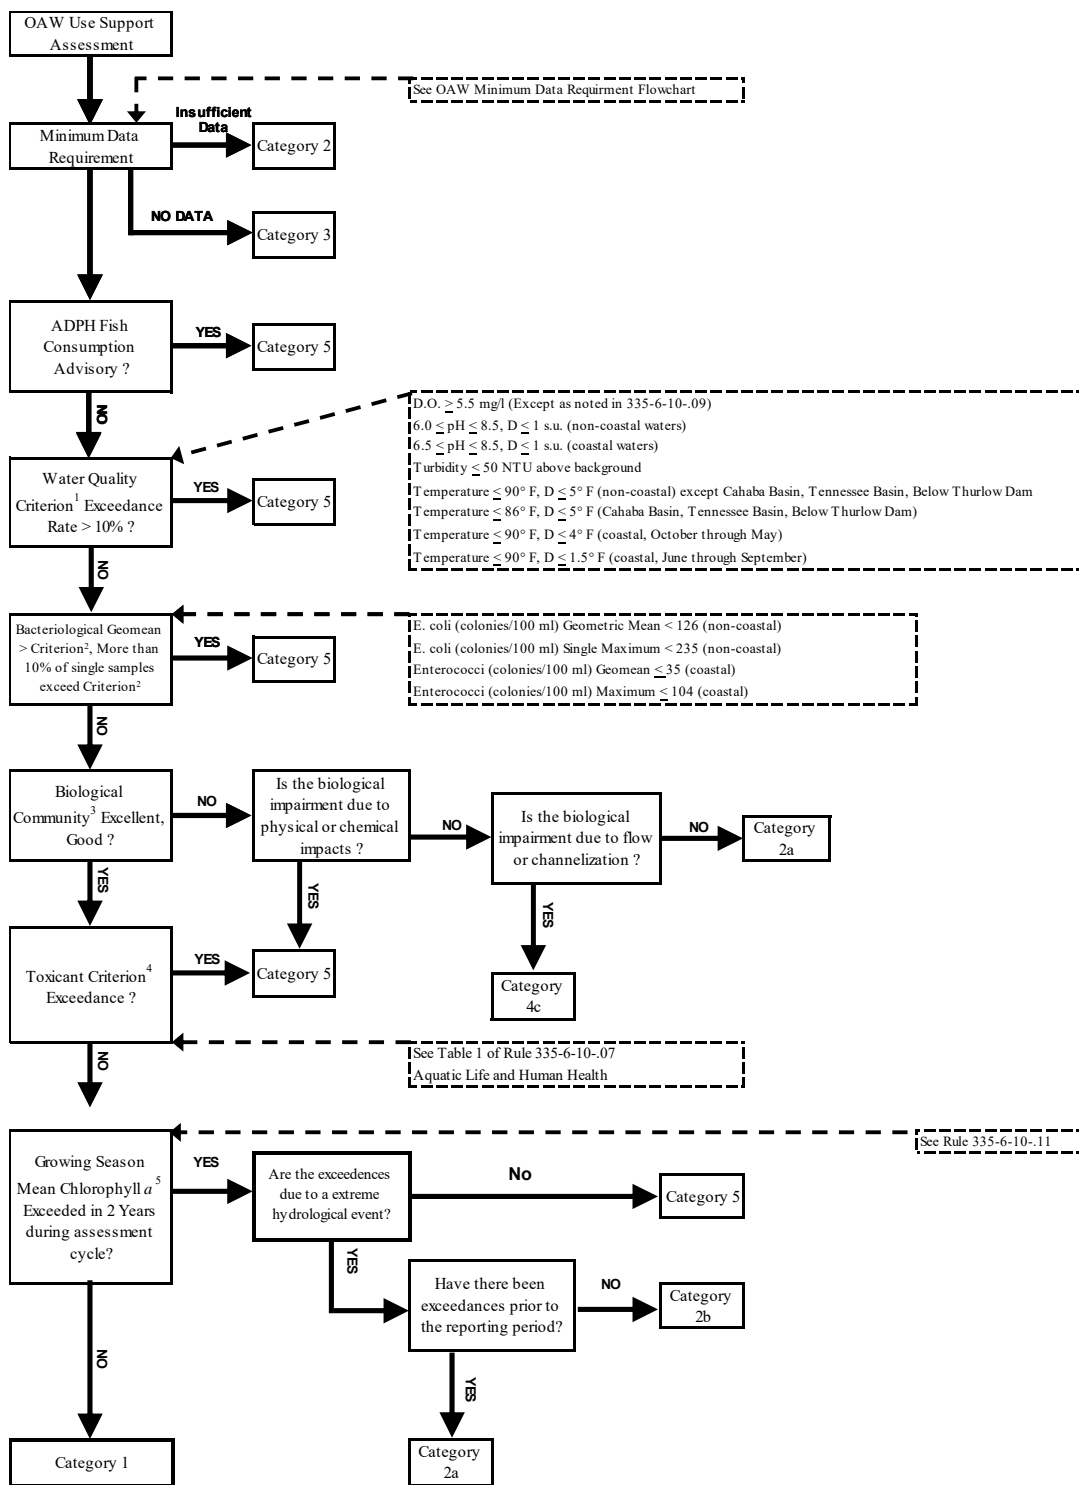 OAW Use Support
Assessment
See OAW Minimum Data Requirment Flowchart
Minimum Data
Requirement
Insufficient
Data
Category 2
NO DATA
Category 3
ADPH Fish
Consumption
Advisory ?
YES
Category 5
NO
D.O. > 5.5 mg/l (Except as noted in 335-6-10-.09)
6.0 ≤ pH ≤ 8.5, D ≤ 1 s.u. (non-coastal waters)
6.5 ≤ pH ≤ 8.5, D ≤ 1 s.u. (coastal waters)
Turbidity ≤ 50 NTU above background
Temperature ≤ 90° F, D ≤ 5° F (non-coastal) except Cahaba Basin, Tennessee Basin, Below Thurlow Dam
Temperature ≤ 86° F, D ≤ 5° F (Cahaba Basin, Tennessee Basin, Below Thurlow Dam)
Temperature ≤ 90° F, D ≤ 4° F (coastal, October through May)
Temperature ≤ 90° F, D ≤ 1.5° F (coastal, June through September)
Water Quality
Criterion¹ Exceedance
Rate > 10% ?
YES
Category 5
NO
Bacteriological Geomean
> Criterion², More than
10% of single samples
exceed Criterion²
YES
Category 5
E. coli (colonies/100 ml) Geometric Mean < 126 (non-coastal)
E. coli (colonies/100 ml) Single Maximum < 235 (non-coastal)
Enterococci (colonies/100 ml) Geomean ≤ 35 (coastal)
Enterococci (colonies/100 ml) Maximum ≤ 104 (coastal)
NO
Biological
Community³ Excellent,
Good ?
NO
Is the biological
impairment due to
physical or chemical
impacts ?
NO
Is the biological
impairment due to flow
or channelization ?
NO
Category
2a
YES
YES
YES
Toxicant Criterion⁴
Exceedance ?
YES
Category 5
Category
4c
NO
See Table 1 of Rule 335-6-10-.07
Aquatic Life and Human Health
See Rule 335-6-10-.11
Growing Season
Mean Chlorophyll a⁵
Exceeded in 2 Years
during assessment
cycle?
YES
Are the exceedences
due to a extreme
hydrological event?
No
Category 5
YES
Have there been
exceedances prior to
the reporting period?
NO
Category
2b
NO
YES
Category 1
Category
2a